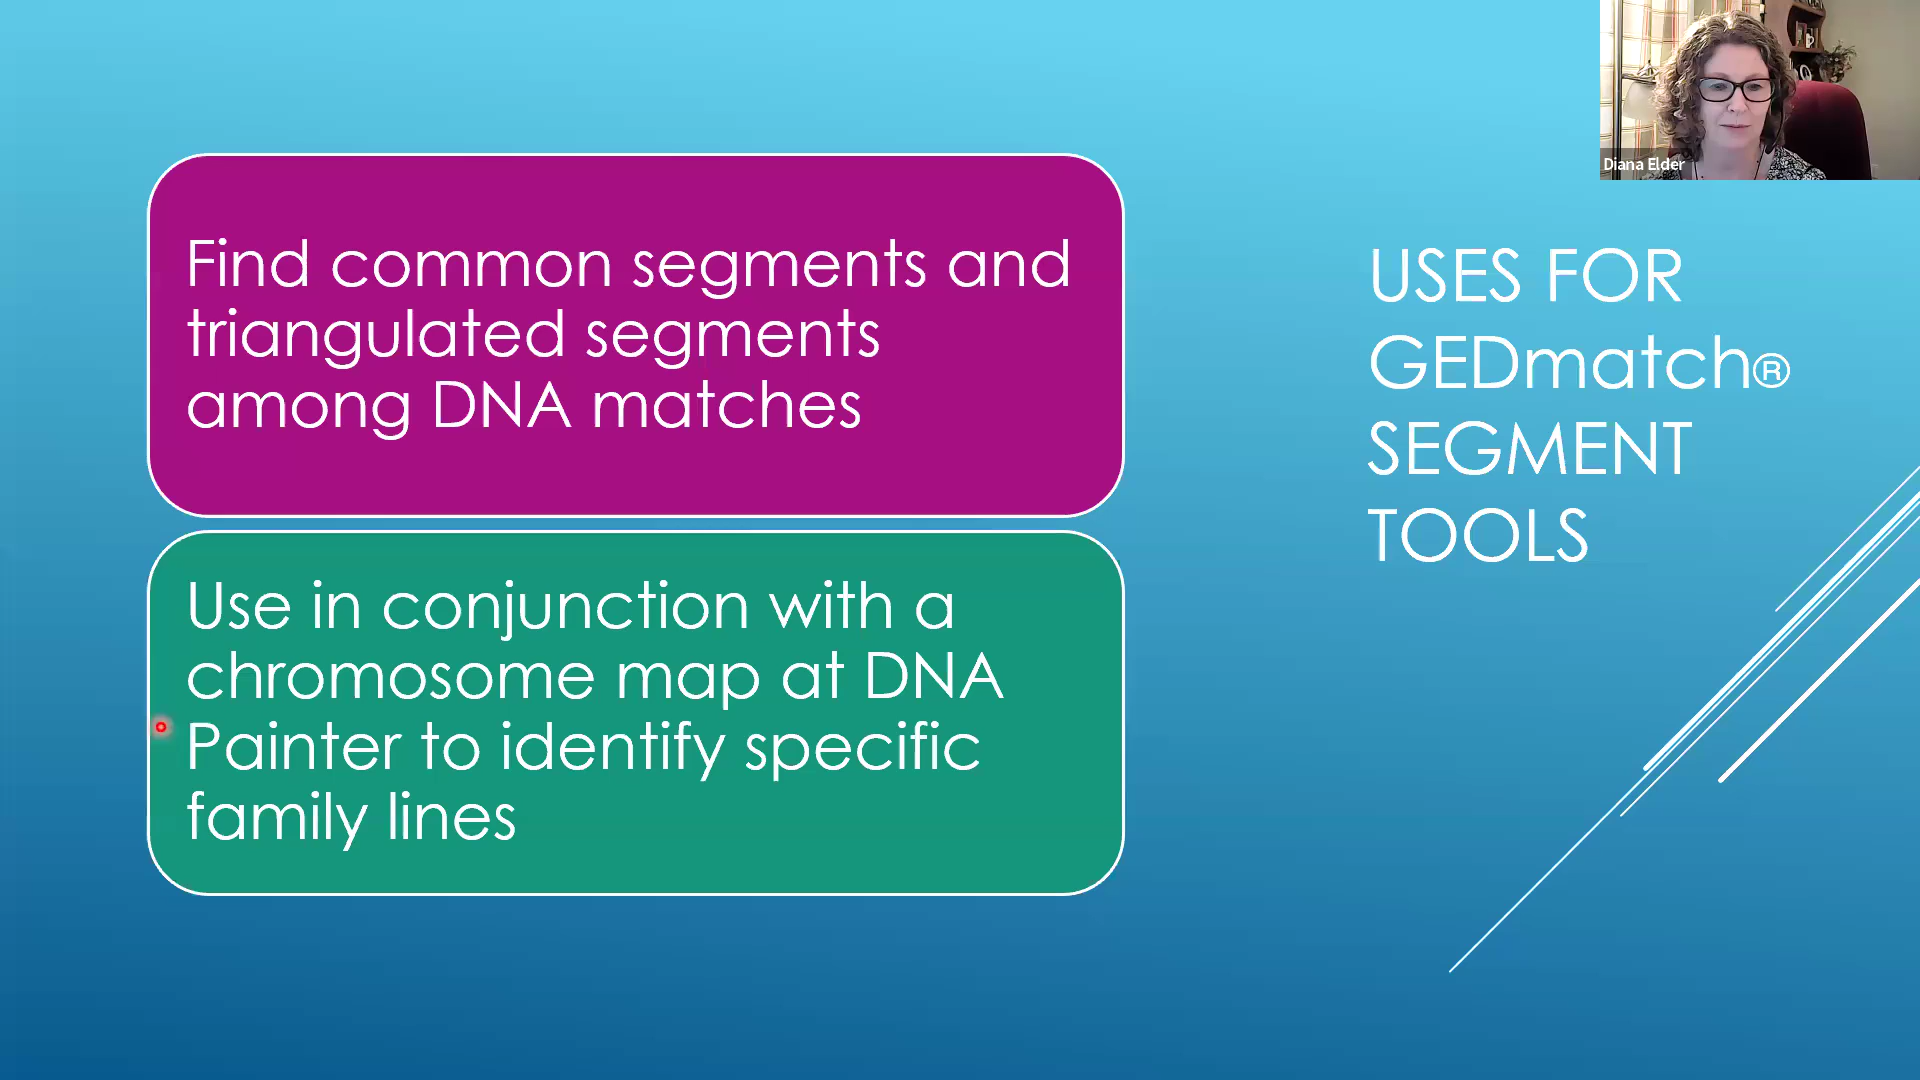 Find common segments and
triangulated segments
among DNA matches
Use in conjunction with a
chromosome map at DNA
Painter to identify specific
family lines
USES FOR
GEDmatch®
SEGMENT
TOOLS
Diana Elder